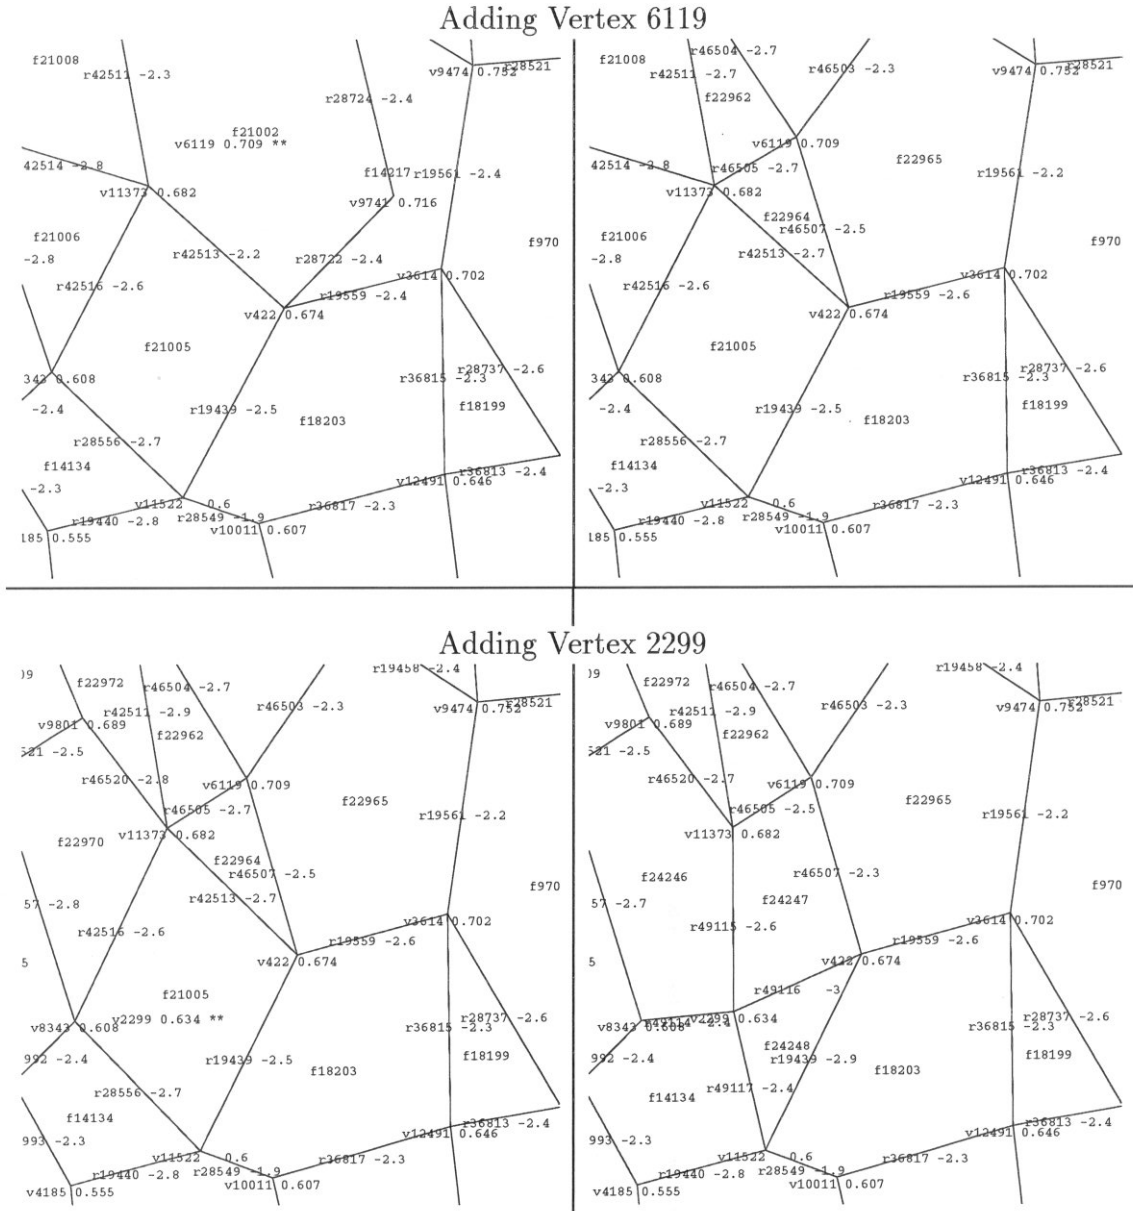 Adding Vertex 6119
f21008
r42511 -2.3
v9474 0.752
r28521
r28724 -2.4
f21002
v6119 0.709 **
42514 -2.8
f14217
r19561 -2.4
v11373 0.682
v9741 0.716
f21006
-2.8
r42513 -2.2
r28722 -2.4
f970
v3614 0.702
r42516 -2.6
r19559 -2.4
v422 0.674
f21005
343 0.608
r28737 -2.6
r36815 -2.3
-2.4
r19439 -2.5
f18199
f18203
r28556 -2.7
f14134
r36813 -2.4
v12491 0.646
-2.3
v11522 0.6
r36817 -2.3
r19440 -2.8
r28549 -1.9
v10011 0.607
185 0.555
r46504 -2.7
f21008
r42511 -2.7
r46503 -2.3
v9474 0.752
r28521
f22962
v6119 0.709
42514 -2.8
r46505 -2.7
f22965
r19561 -2.2
v11373 0.682
f22964
r46507 -2.5
f21006
-2.8
r42513 -2.7
f970
v3614 0.702
r42516 -2.6
r19559 -2.6
v422 0.674
f21005
343 0.608
r28737 -2.6
r36815 -2.3
-2.4
r19439 -2.5
f18199
f18203
r28556 -2.7
f14134
r36813 -2.4
v12491 0.646
-2.3
v11522 0.6
r36817 -2.3
r19440 -2.8
r28549 -1.9
v10011 0.607
185 0.555
Adding Vertex 2299
09
r19458 -2.4
f22972
r46504 -2.7
r42511 -2.9
r46503 -2.3
v9474 0.752
r28521
v9801 0.689
f22962
521 -2.5
r46520 -2.8
v6119 0.709
r46505 -2.7
f22965
r19561 -2.2
v11373 0.682
f22970
f22964
r46507 -2.5
r42513 -2.7
f970
57 -2.8
v3614 0.702
r42516 -2.6
r19559 -2.6
5
v422 0.674
f21005
v2299 0.634 **
v8343 0.608
r28737 -2.6
r36815 -2.3
992 -2.4
r19439 -2.5
f18199
f18203
r28556 -2.7
f14134
r36813 -2.4
v12491 0.646
993 -2.3
v11522 0.6
r36817 -2.3
r19440 -2.8
r28549 -1.9
v10011 0.607
v4185 0.555
09
r19458 -2.4
f22972
r46504 -2.7
r42511 -2.9
r46503 -2.3
v9474 0.752
r28521
v9801 0.689
f22962
521 -2.5
r46520 -2.7
v6119 0.709
r46505 -2.5
f22965
r19561 -2.2
v11373 0.682
f24246
r46507 -2.3
f970
57 -2.7
f24247
v3614 0.702
r49115 -2.6
r19559 -2.6
5
v422 0.674
r49116 -3
v8343 0.608
r49114 -2.4
v2299 0.634
r28737 -2.6
r36815 -2.3
f24248
992 -2.4
r19439 -2.9
f18199
f18203
r49117 -2.4
f14134
r36813 -2.4
v12491 0.646
993 -2.3
v11522 0.6
r36817 -2.3
r19440 -2.8
r28549 -1.9
v10011 0.607
v4185 0.555